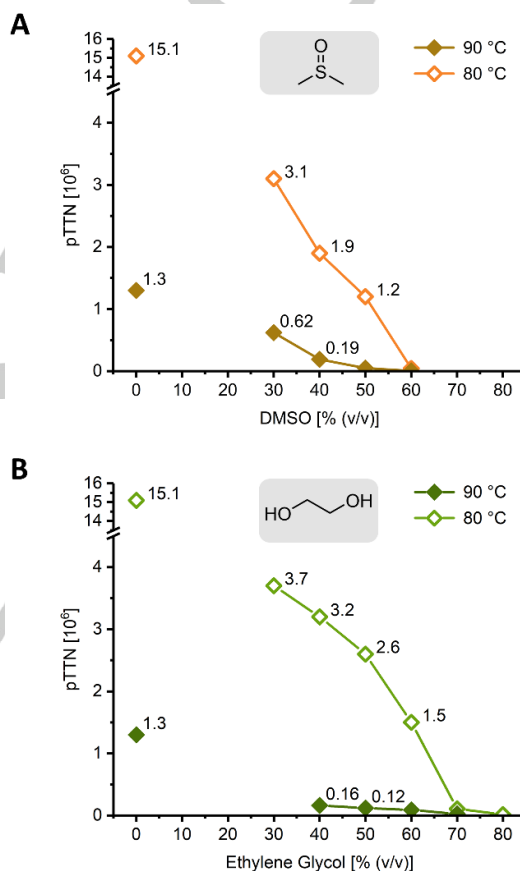 A
16
15
14
15.1
O
S
90 °C
80 °C
4
3
2
1
0
pTTN [10⁶]
3.1
1.9
1.3
1.2
0.62
0.19
0 10 20 30 40 50 60 70 80
DMSO [% (v/v)]
B
16
15
14
15.1
HO
OH
90 °C
80 °C
4
3
2
1
0
pTTN [10⁶]
3.7
3.2
2.6
1.5
1.3
0.16
0.12
0 10 20 30 40 50 60 70 80
Ethylene Glycol [% (v/v)]